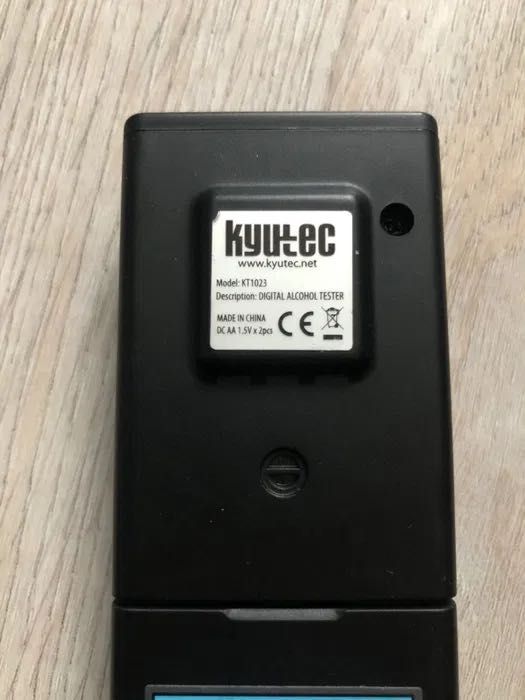 kyutec
www.kyutec.net
Model: KT1023
Description: DIGITAL ALCOHOL TESTER
MADE IN CHINA
DC AA 1.5V x 2pcs
CE